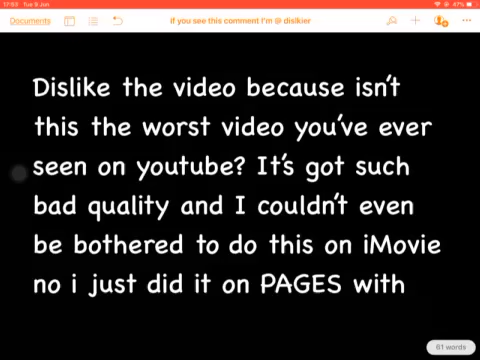 17:53 Tue 9 Jun 47%
Documents if you see this comment I'm @ dislkier
Dislike the video because isn't
this the worst video you've ever
seen on youtube? It's got such
bad quality and I couldn't even
be bothered to do this on iMovie
no i just did it on PAGES with
61 words